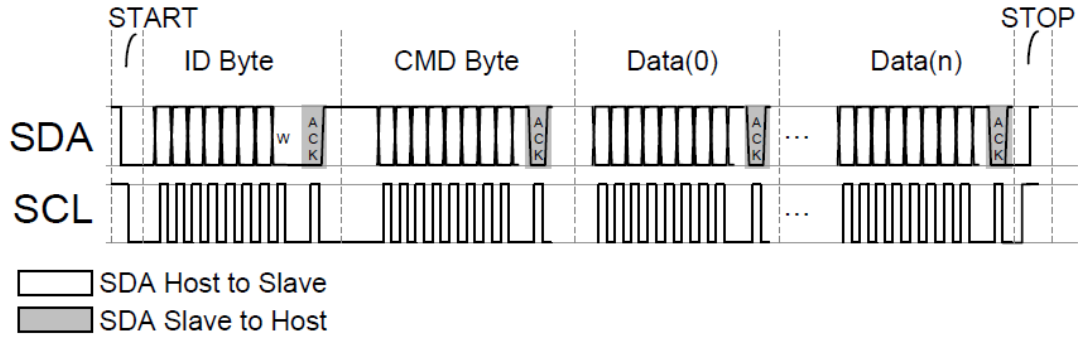 START STOP
ID Byte CMD Byte Data(0) Data(n)
SDA W ACK ACK ACK ... ACK
SCL ...
SDA Host to Slave
SDA Slave to Host